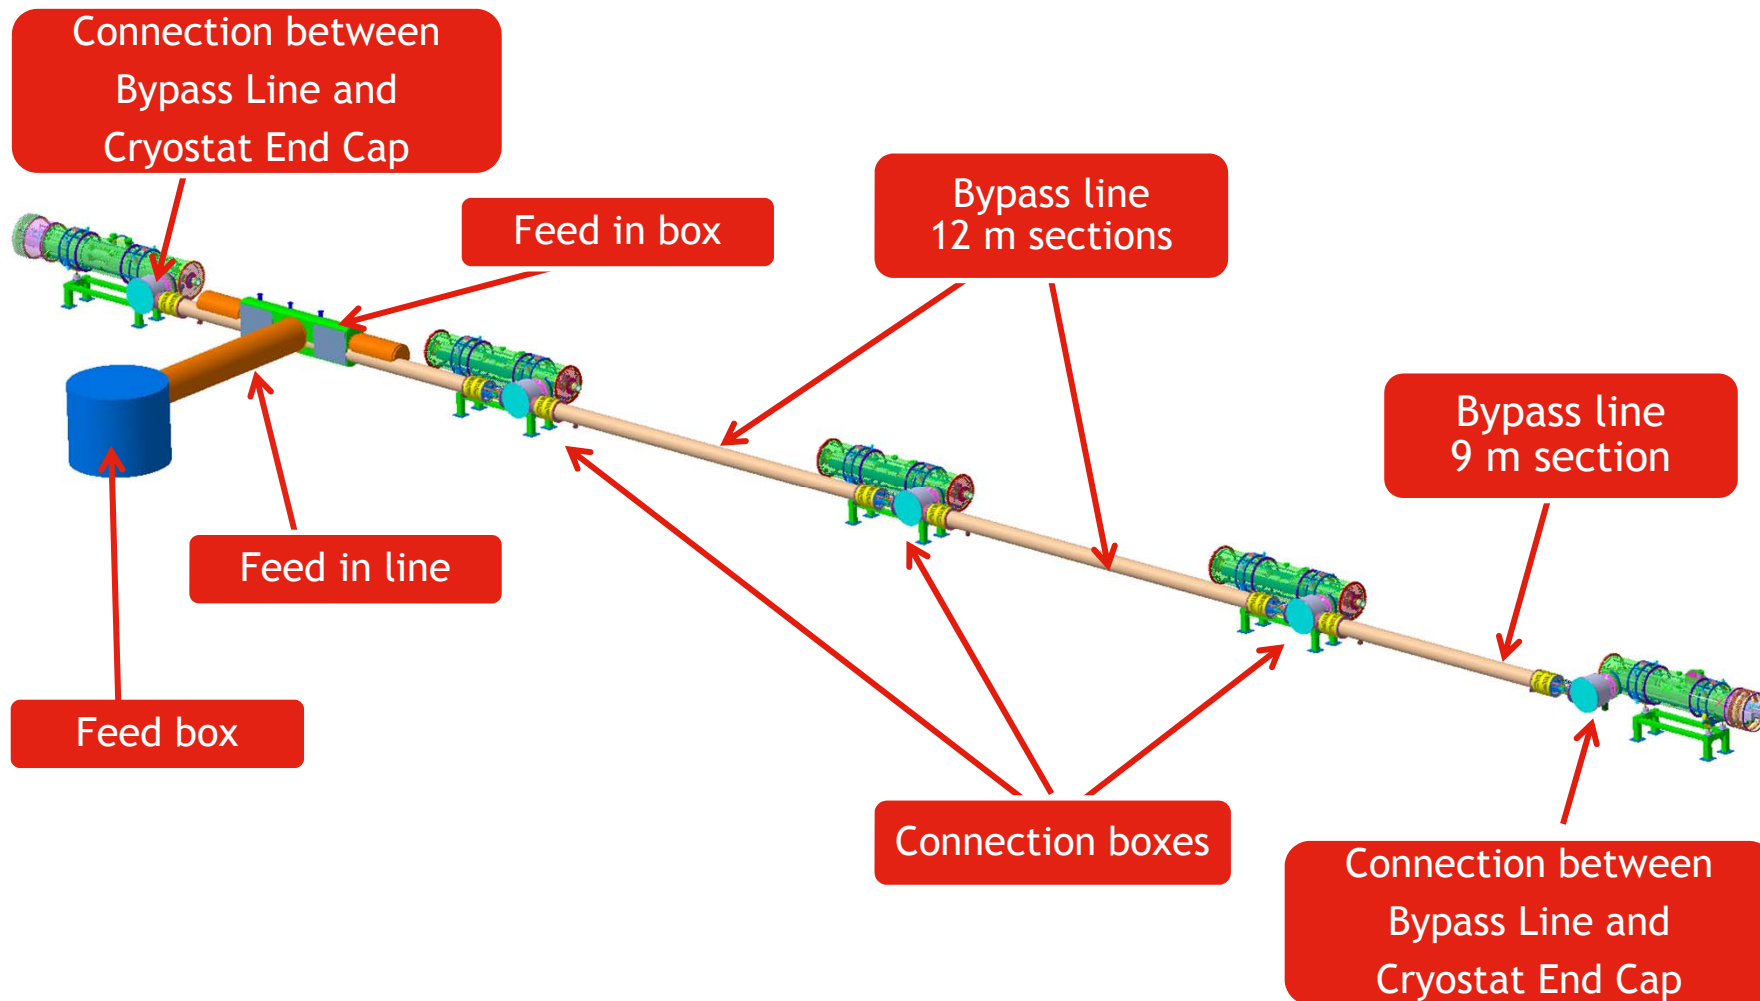 Connection between
Bypass Line and
Cryostat End Cap
Feed in box
Bypass line
12 m sections
Bypass line
9 m section
Feed in line
Feed box
Connection boxes
Connection between
Bypass Line and
Cryostat End Cap